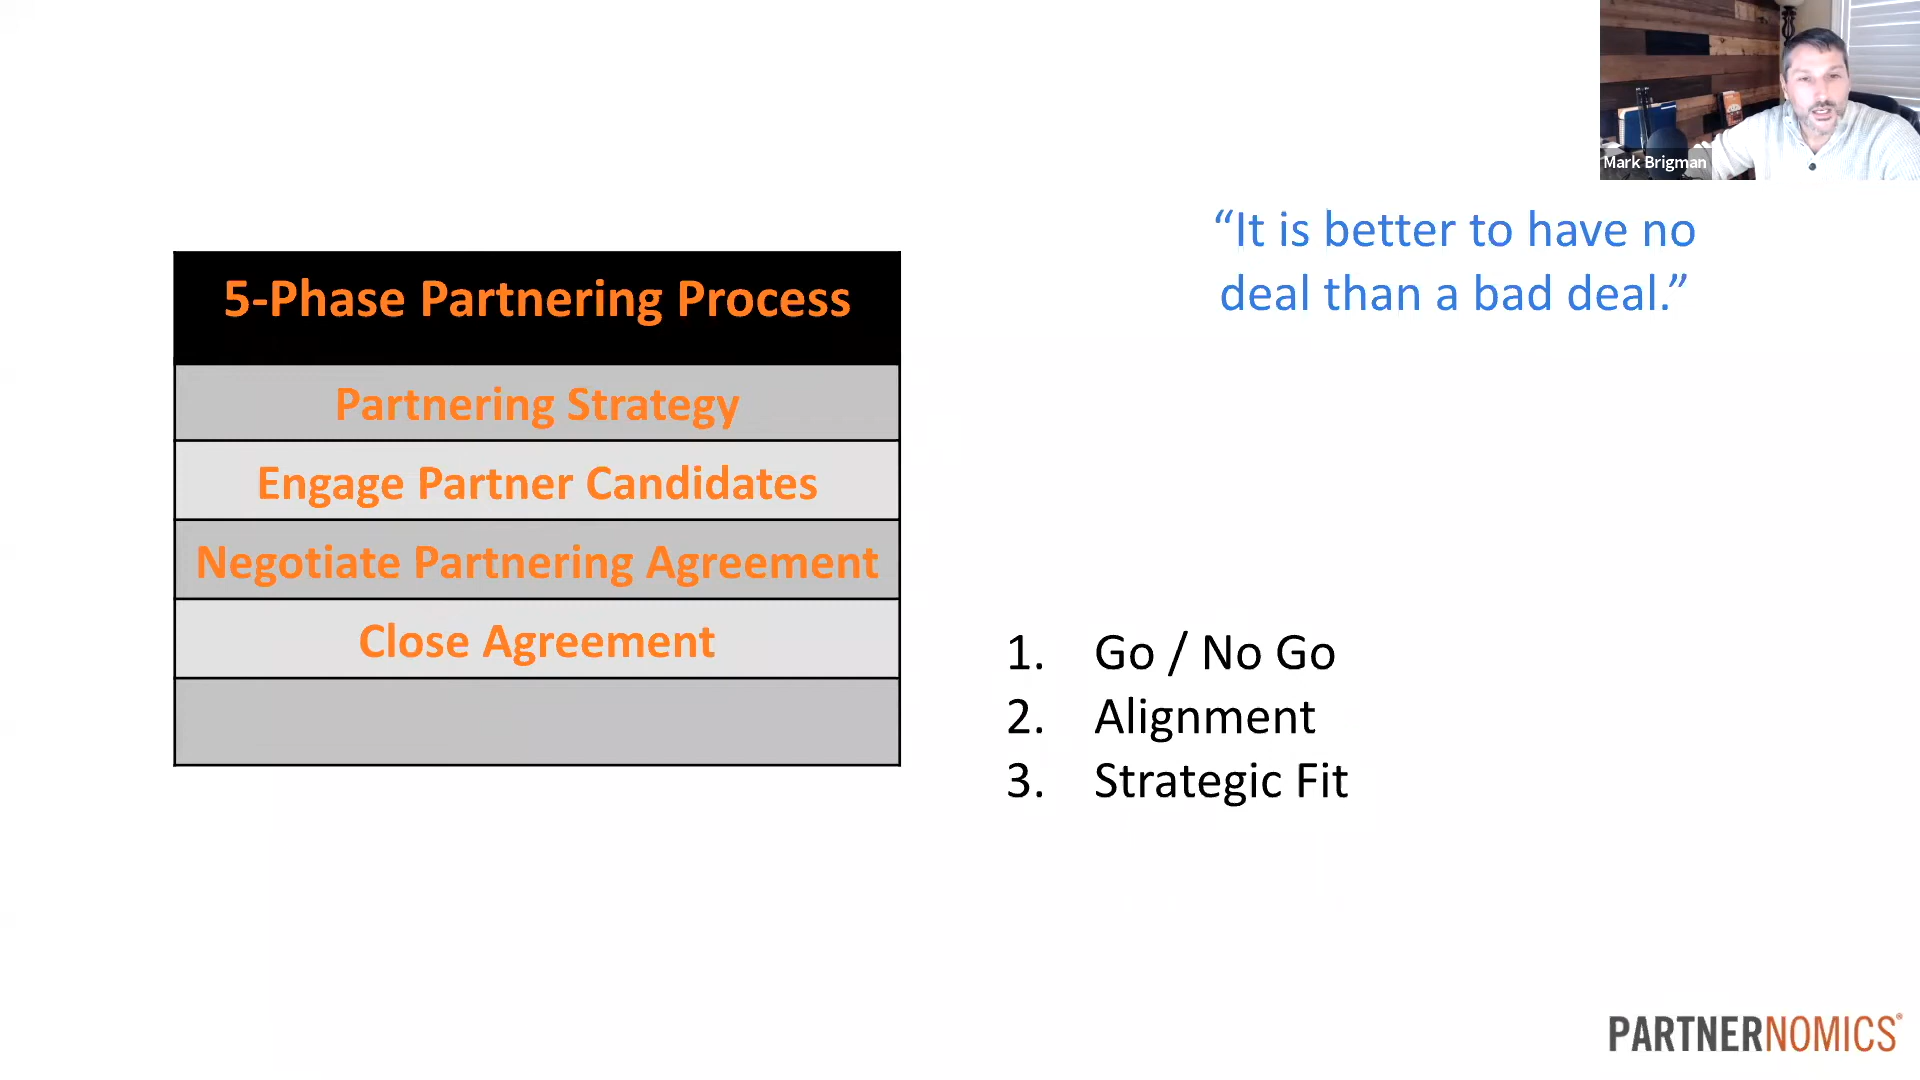 Mark Brigman
“It is better to have no
deal than a bad deal.”
5-Phase Partnering Process
Partnering Strategy
Engage Partner Candidates
Negotiate Partnering Agreement
Close Agreement
1. Go / No Go
2. Alignment
3. Strategic Fit
PARTNERNOMICS®